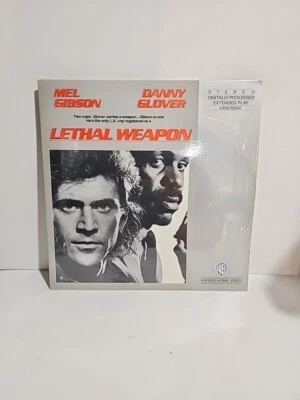 MEL GIBSON
DANNY GLOVER
Two cops. Glover carries a weapon... Gibson is one.
He's the only L.A. cop registered as a
LETHAL WEAPON
STEREO
DIGITALLY PROCESSED
EXTENDED PLAY
LASERDISC
WB
WARNER HOME VIDEO